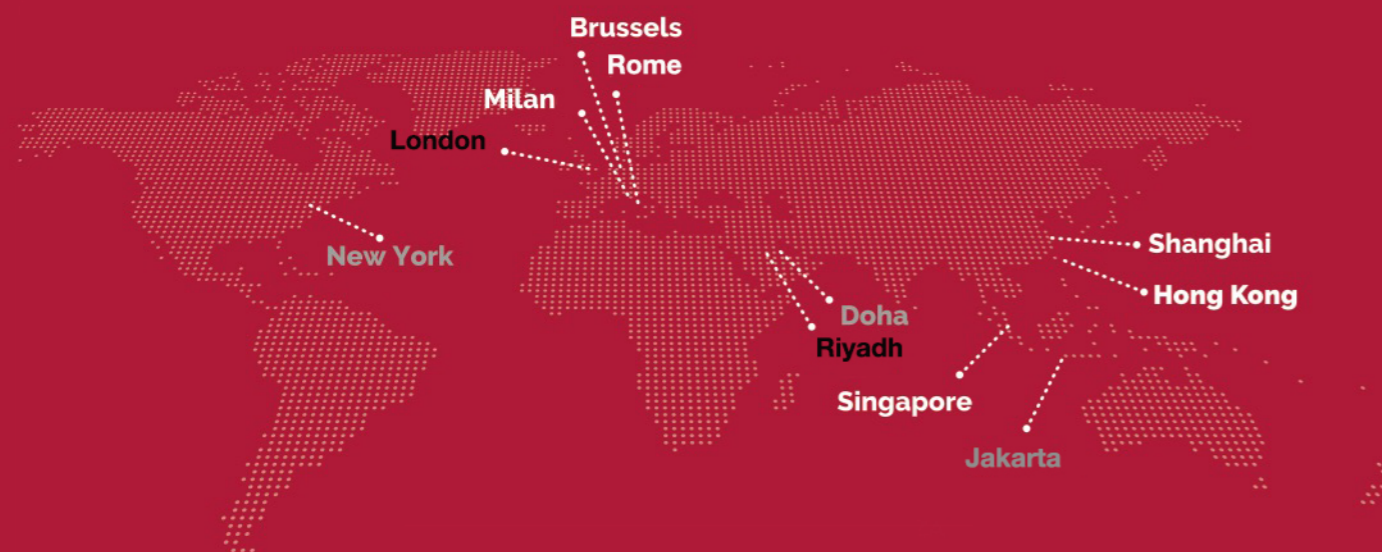 Brussels
Rome
Milan
London
New York
Shanghai
Hong Kong
Doha
Riyadh
Singapore
Jakarta